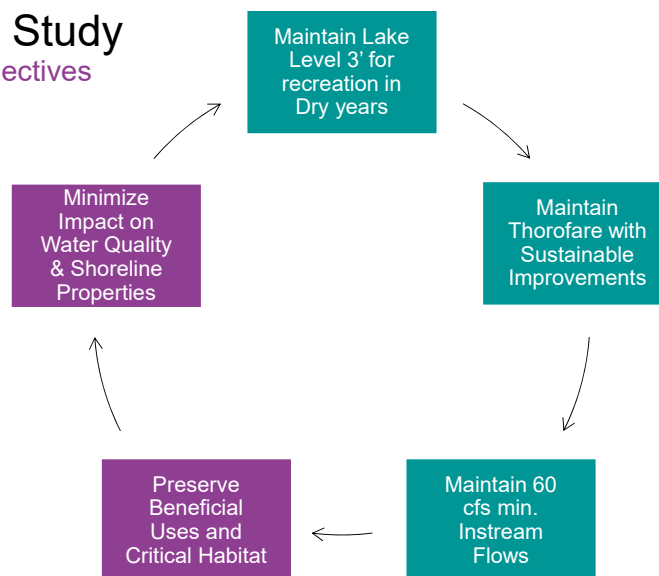 Study
ectives
Maintain Lake
Level 3’ for
recreation in
Dry years
Maintain
Thorofare with
Sustainable
Improvements
Maintain 60
cfs min.
Instream
Flows
Preserve
Beneficial
Uses and
Critical Habitat
Minimize
Impact on
Water Quality
& Shoreline
Properties